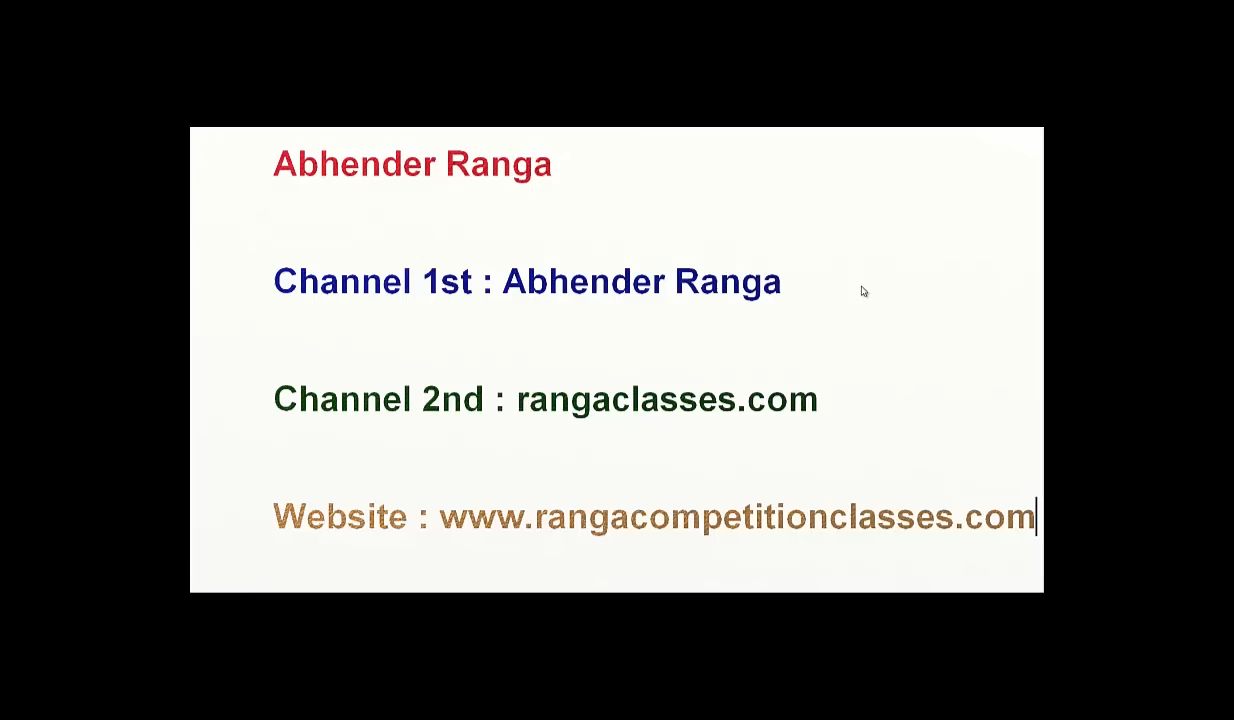 Abhender Ranga
Channel 1st : Abhender Ranga
Channel 2nd : rangaclasses.com
Website : www.rangacompetitionclasses.com